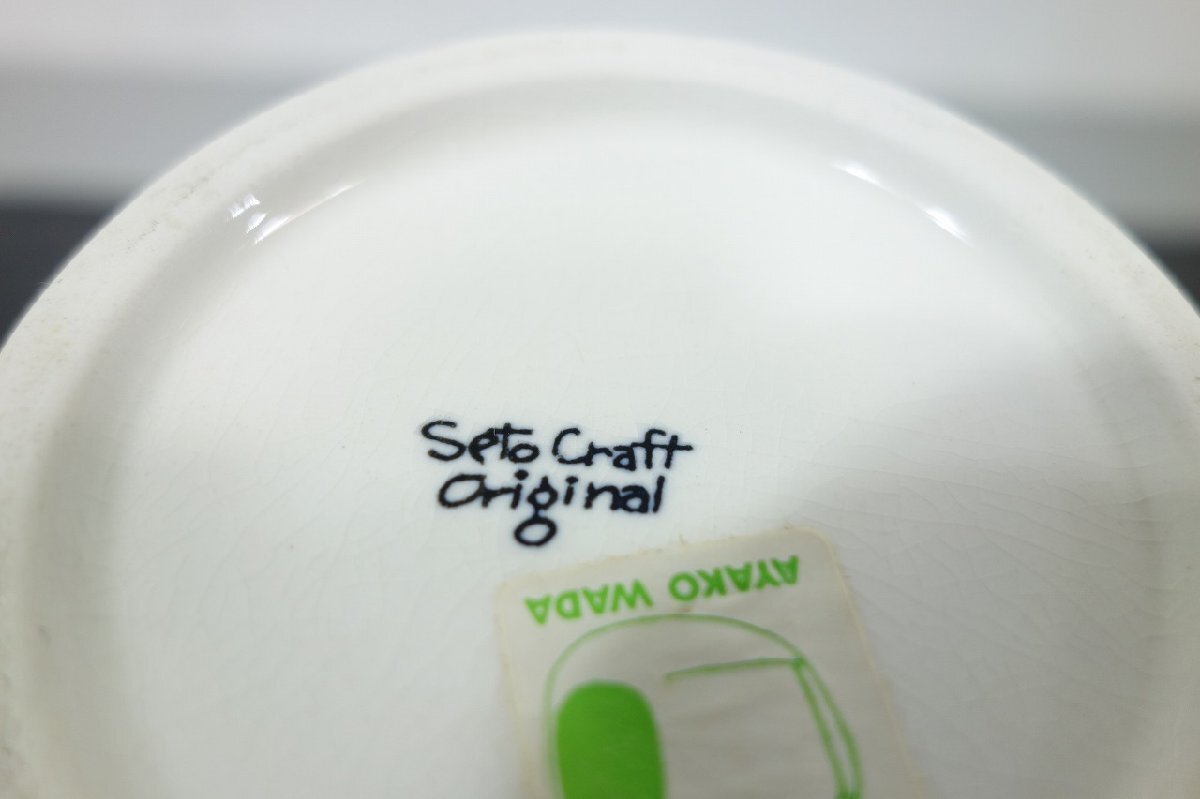 Seto Craft
Original
AYAKO WADA